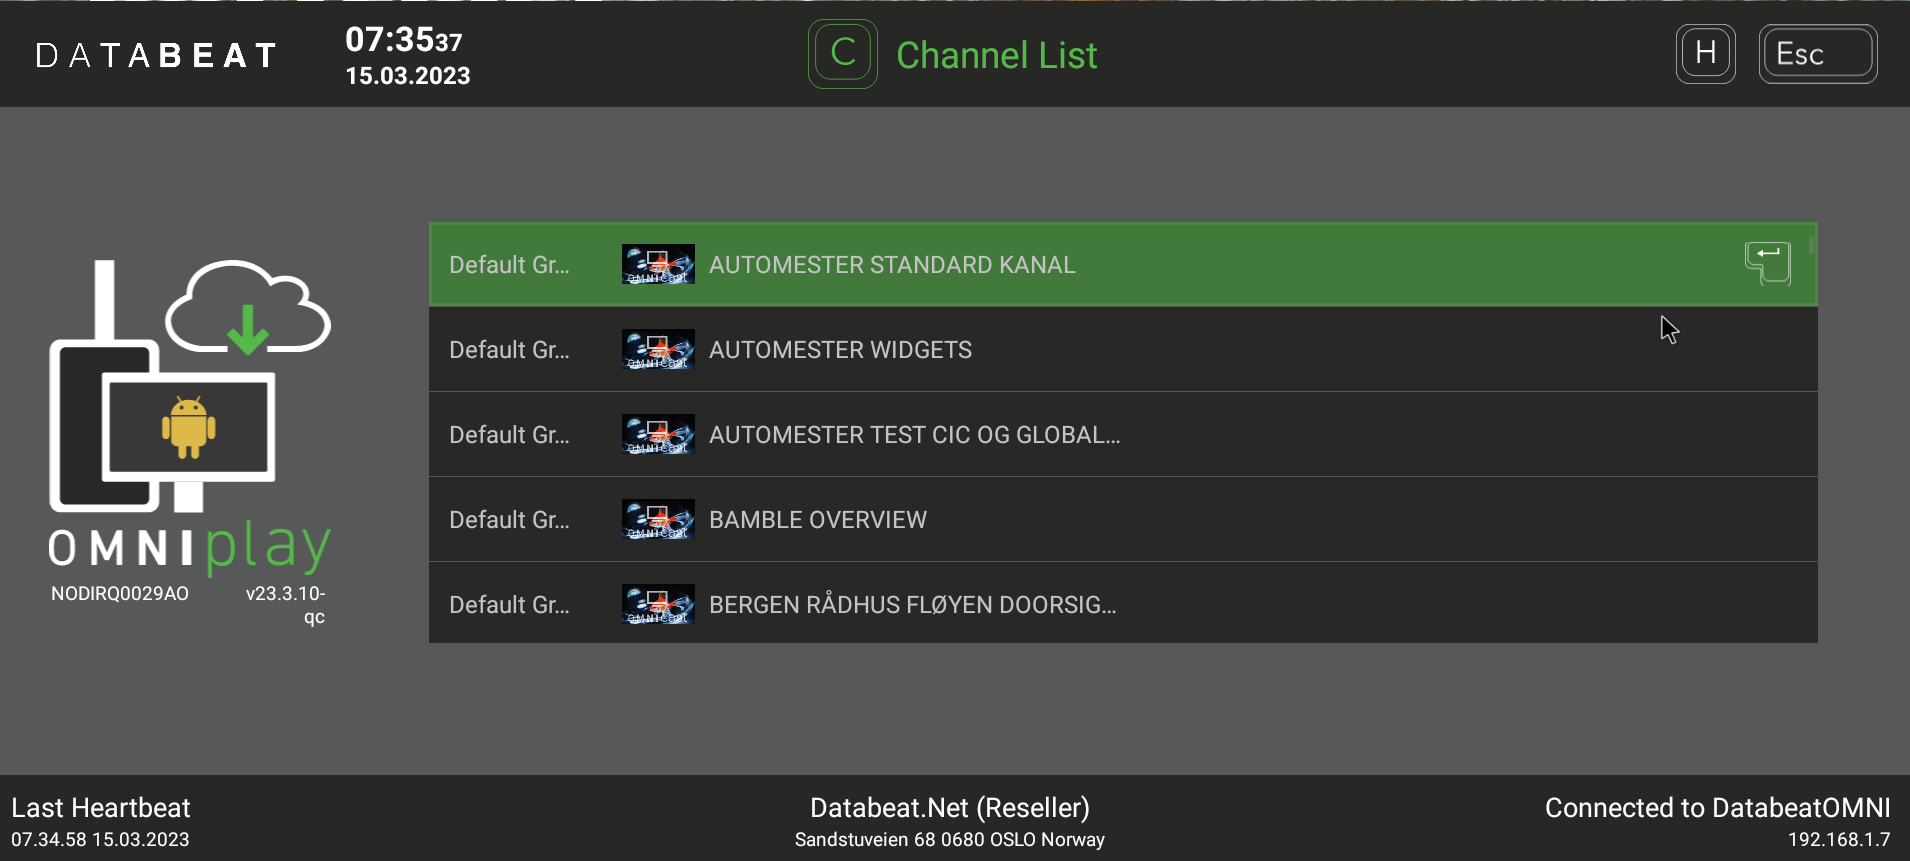 DATABEAT
07:35 37
15.03.2023
C
Channel List
H
Esc
Default Gr...
OMNICast
AUTOMESTER STANDARD KANAL
Default Gr...
OMNICast
AUTOMESTER WIDGETS
Default Gr...
OMNICast
AUTOMESTER TEST CIC OG GLOBAL...
Default Gr...
OMNICast
BAMBLE OVERVIEW
Default Gr...
OMNICast
BERGEN RÅDHUS FLØYEN DOORSIG...
OMNIplay
NODIRQ0029AO
v23.3.10-
qc
Last Heartbeat
07.34.58 15.03.2023
Databeat.Net (Reseller)
Sandstuveien 68 0680 OSLO Norway
Connected to DatabeatOMNI
192.168.1.7